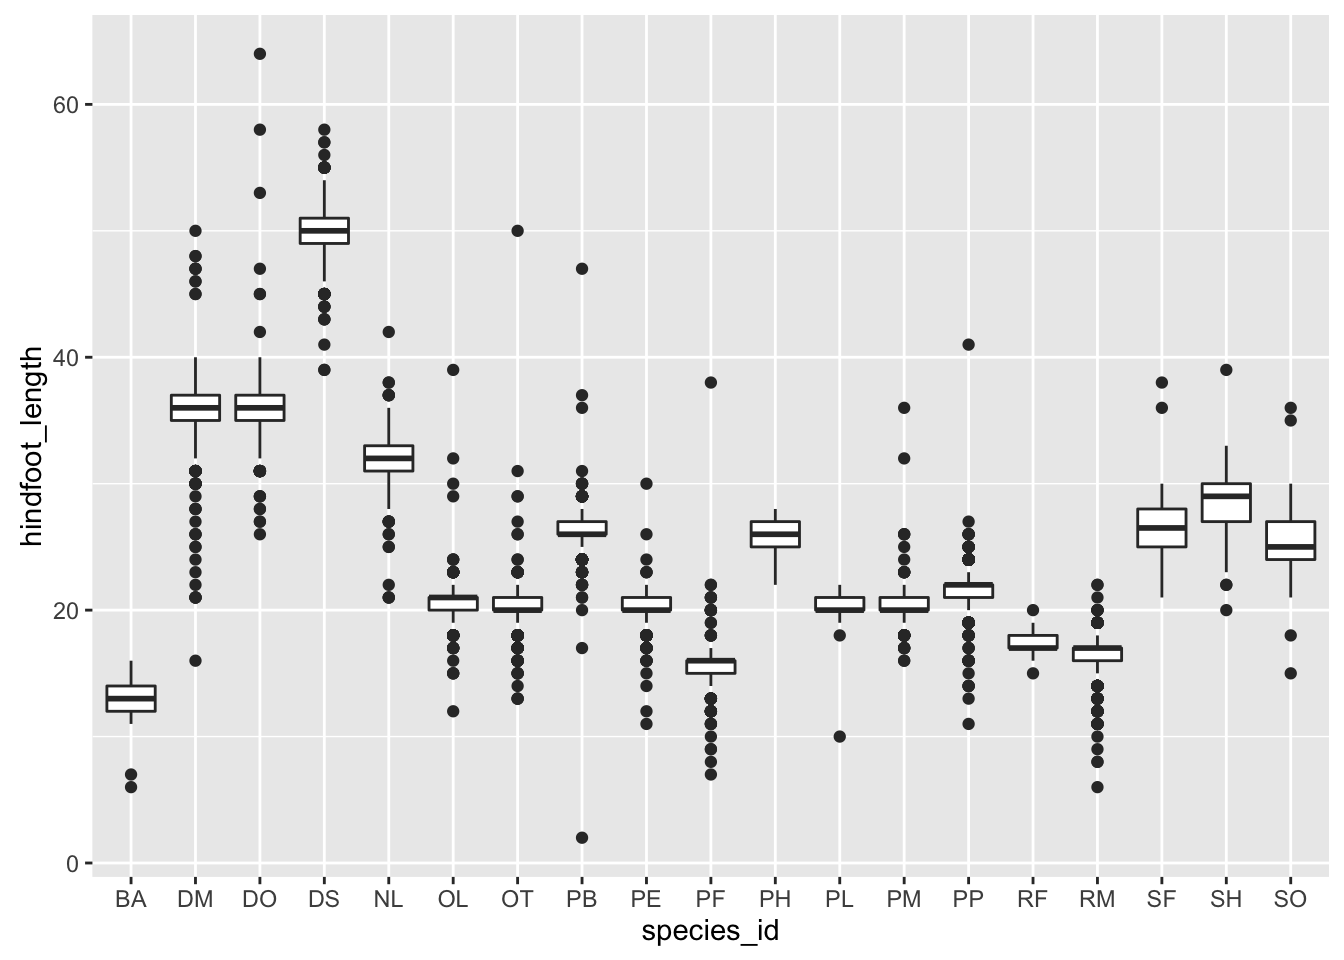 hindfoot_length
60
40
20
0
BA DM DO DS NL OL OT PB PE PF PH PL PM PP RF RM SF SH SO
species_id